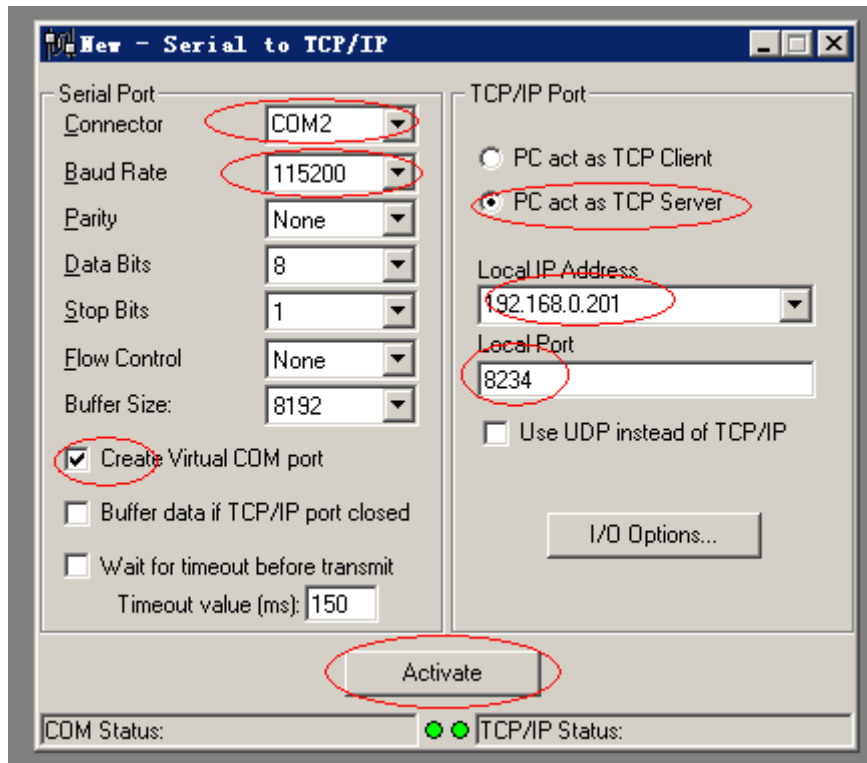 New - Serial to TCP/IP
Serial Port
Connector
COM2
Baud Rate
115200
Parity
None
Data Bits
8
Stop Bits
1
Flow Control
None
Buffer Size:
8192
Create Virtual COM port
Buffer data if TCP/IP port closed
Wait for timeout before transmit
Timeout value (ms):
150
TCP/IP Port
PC act as TCP Client
PC act as TCP Server
Local IP Address
192.168.0.201
Local Port
8234
Use UDP instead of TCP/IP
I/O Options...
Activate
COM Status:
TCP/IP Status: